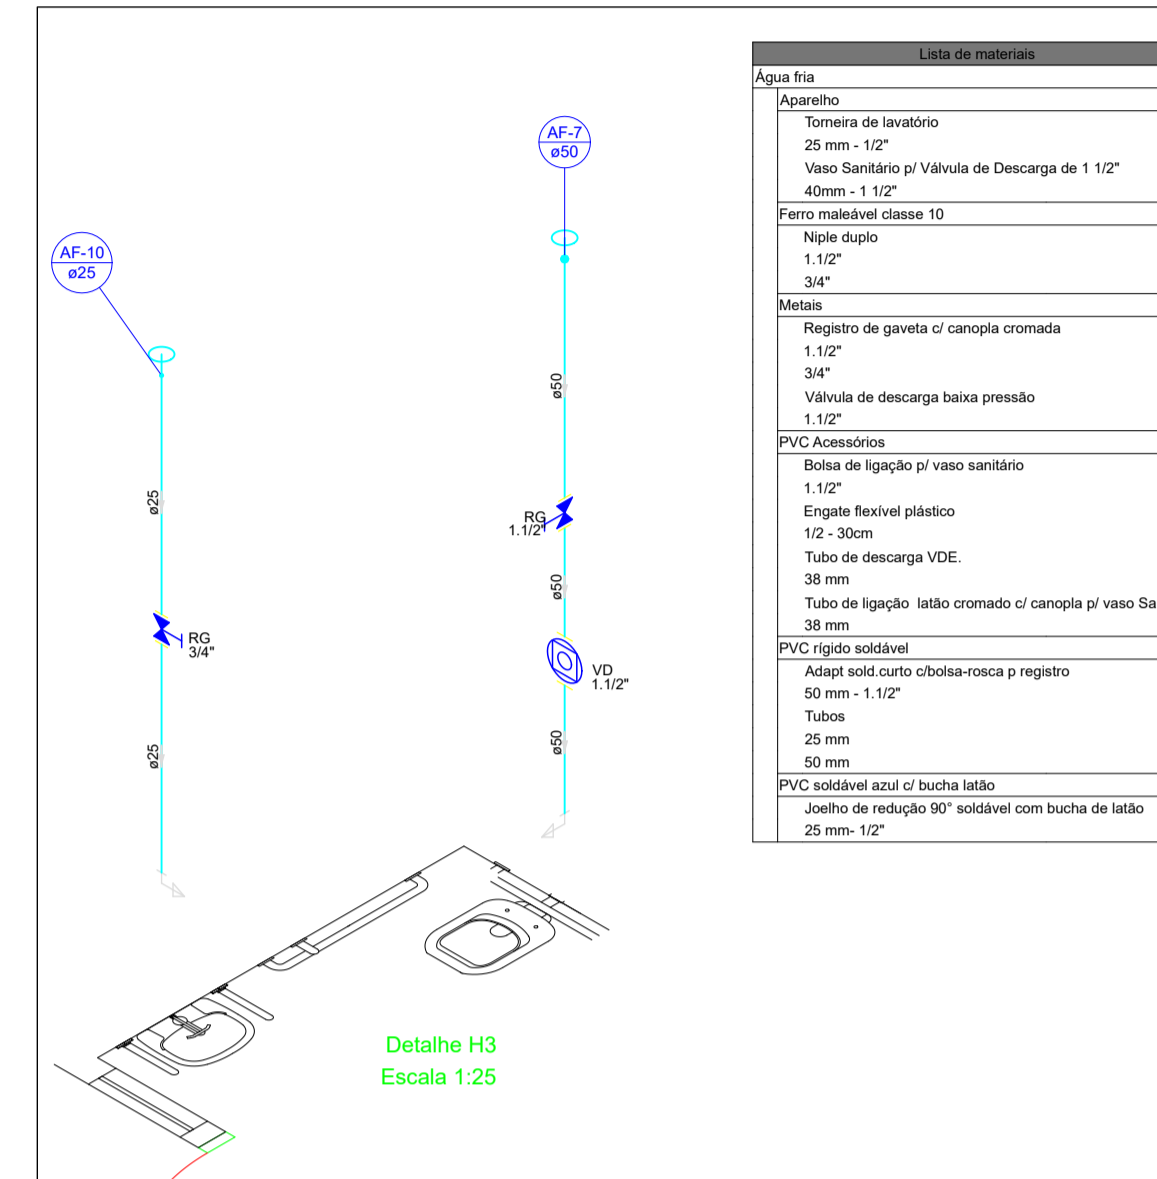 AF-7
ø50
AF-10
ø25
ø50
ø25
RG
1.1/2"
ø50
RG
3/4"
VD
1.1/2"
ø50
ø25
Detalhe H3
Escala 1:25
Lista de materiais
Água fria
Aparelho
Torneira de lavatório
25 mm - 1/2"
Vaso Sanitário p/ Válvula de Descarga de 1 1/2"
40mm - 1 1/2"
Ferro maleável classe 10
Niple duplo
1.1/2"
3/4"
Metais
Registro de gaveta c/ canopla cromada
1.1/2"
3/4"
Válvula de descarga baixa pressão
1.1/2"
PVC Acessórios
Bolsa de ligação p/ vaso sanitário
1.1/2"
Engate flexível plástico
1/2 - 30cm
Tubo de descarga VDE.
38 mm
Tubo de ligação latão cromado c/ canopla p/ vaso Sa
38 mm
PVC rígido soldável
Adapt sold.curto c/bolsa-rosca p registro
50 mm - 1.1/2"
Tubos
25 mm
50 mm
PVC soldável azul c/ bucha latão
Joelho de redução 90° soldável com bucha de latão
25 mm- 1/2"